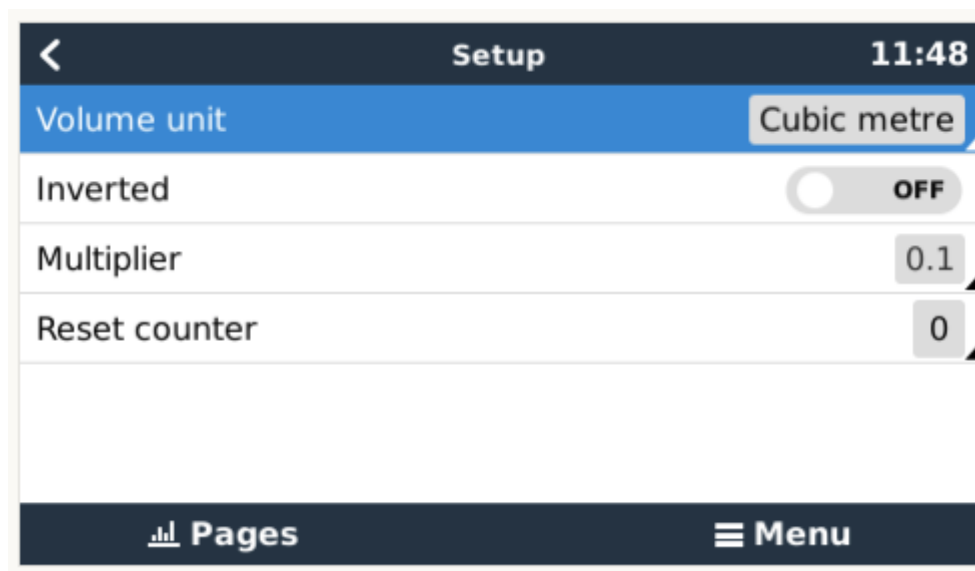 Setup 11:48
Volume unit Cubic metre
Inverted OFF
Multiplier 0.1
Reset counter 0
Pages Menu